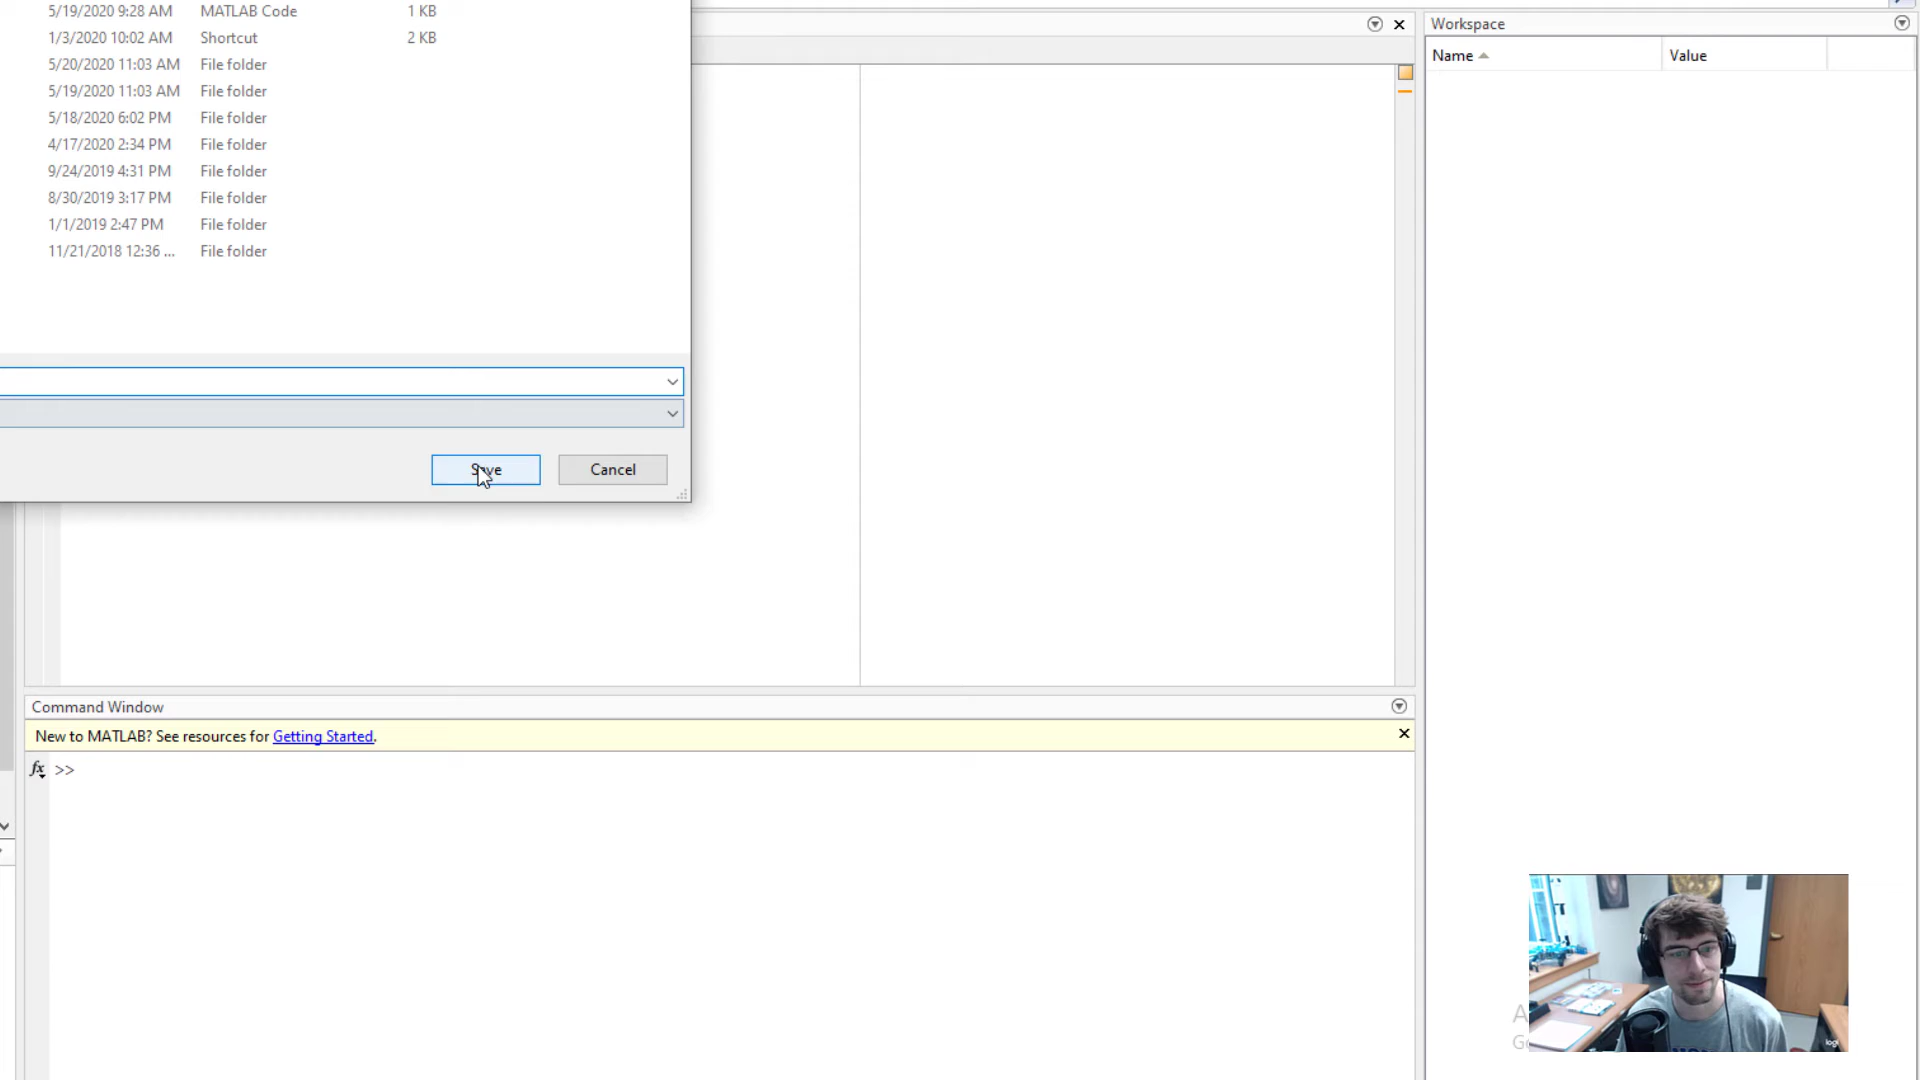 5/19/2020 9:28 AM MATLAB Code 1 KB
1/3/2020 10:02 AM Shortcut 2 KB
5/20/2020 11:03 AM File folder
5/19/2020 11:03 AM File folder
5/18/2020 6:02 PM File folder
4/17/2020 2:34 PM File folder
9/24/2019 4:31 PM File folder
8/30/2019 3:17 PM File folder
1/1/2019 2:47 PM File folder
11/21/2018 12:36 ... File folder
Save Cancel
Workspace
Name Value
Command Window
New to MATLAB? See resources for Getting Started.
fx >>
logi